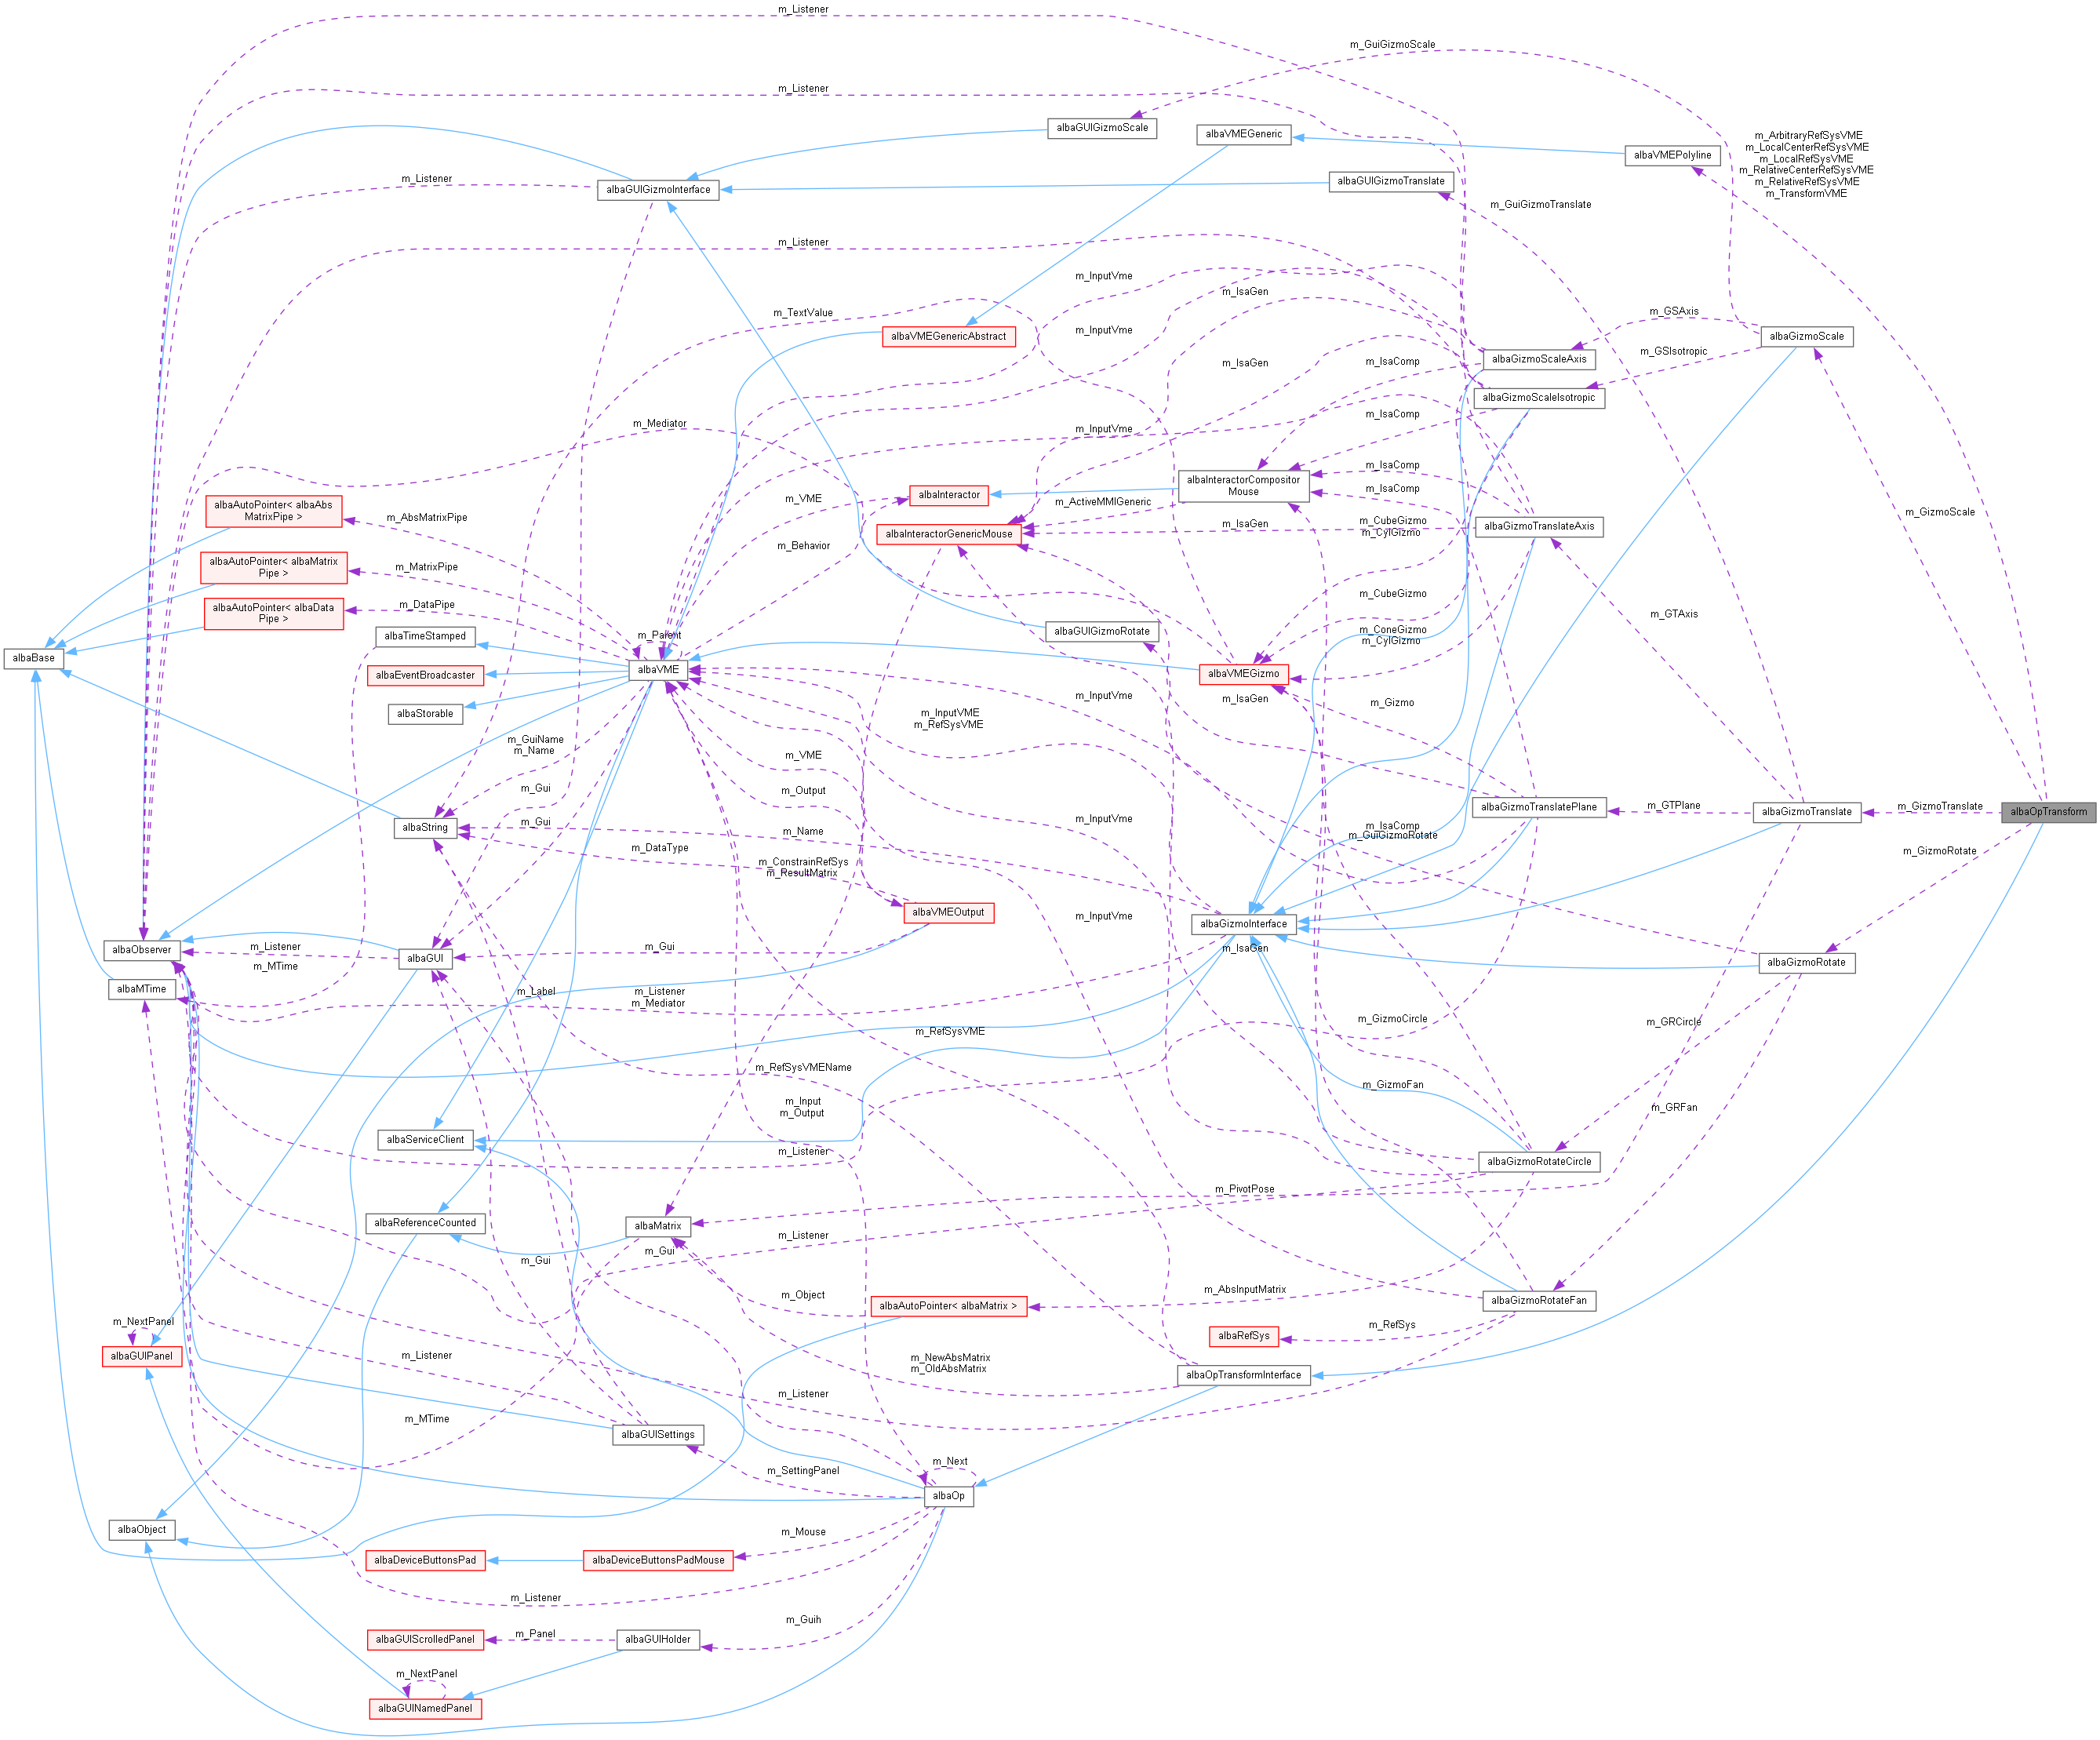 m_Listener
m_GuiGizmoScale
m_Listener
albaGUIGizmoScale
albaVMEGeneric
m_ArbitraryRefSysVME
m_LocalCenterRefSysVME
m_LocalRefSysVME
m_RelativeCenterRefSysVME
m_RelativeRefSysVME
m_TransformVME
albaVMEPolyline
m_Listener
albaGUIGizmoInterface
albaGUIGizmoTranslate
m_GuiGizmoTranslate
m_Listener
m_InputVme
m_IsaGen
m_TextValue
m_InputVme
m_GSAxis
albaGizmoScale
albaVMEGenericAbstract
albaGizmoScaleAxis
m_GSIsotropic
m_IsaGen
m_IsaComp
albaGizmoScaleIsotropic
m_IsaComp
m_Mediator
m_InputVme
m_IsaComp
albaInteractorCompositor
Mouse
m_IsaComp
albaInteractor
m_VME
m_ActiveMMIGeneric
albaAutoPointer< albaAbs
MatrixPipe >
m_AbsMatrixPipe
m_GizmoScale
m_CubeGizmo
m_CylGizmo
albaGizmoTranslateAxis
m_IsaGen
albaInteractorGenericMouse
m_Behavior
albaAutoPointer< albaMatrix
Pipe >
m_MatrixPipe
m_CubeGizmo
albaAutoPointer< albaData
Pipe >
m_DataPipe
m_GTAxis
albaTimeStamped
m_Parent
albaGUIGizmoRotate
m_ConeGizmo
m_CylGizmo
albaBase
albaEventBroadcaster
albaVME
albaVMEGizmo
m_InputVme
m_IsaGen
m_Gizmo
albaStorable
m_InputVME
m_RefSysVME
m_GuiName
m_Name
m_VME
m_Gui
m_Output
albaGizmoTranslatePlane
m_GTPlane
albaGizmoTranslate
m_GizmoTranslate
albaOpTransform
albaString
m_Gui
m_Name
m_InputVme
m_IsaComp
m_GuiGizmoRotate
m_DataType
m_ConstrainRefSys
m_ResultMatrix
m_GizmoRotate
albaVMEOutput
m_InputVme
albaGizmoInterface
albaObserver
m_Listener
albaGUI
m_Gui
m_IsaGen
albaGizmoRotate
m_MTime
albaMTime
m_Label
m_Listener
m_Mediator
m_GizmoCircle
m_GRCircle
m_RefSysVME
m_RefSysVMEName
m_GizmoFan
m_Input
m_Output
m_GRFan
albaServiceClient
m_Listener
albaGizmoRotateCircle
m_PivotPose
albaReferenceCounted
albaMatrix
m_Listener
m_Gui
m_Gui
m_Object
m_AbsInputMatrix
albaAutoPointer< albaMatrix >
albaGizmoRotateFan
m_NextPanel
m_RefSys
albaRefSys
albaGUIPanel
m_Listener
m_NewAbsMatrix
m_OldAbsMatrix
albaOpTransformInterface
m_Listener
m_MTime
albaGUISettings
m_SettingPanel
m_Next
albaOp
albaObject
m_Mouse
albaDeviceButtonsPad
albaDeviceButtonsPadMouse
m_Listener
m_Guih
albaGUIScrolledPanel
m_Panel
albaGUIHolder
m_NextPanel
albaGUINamedPanel